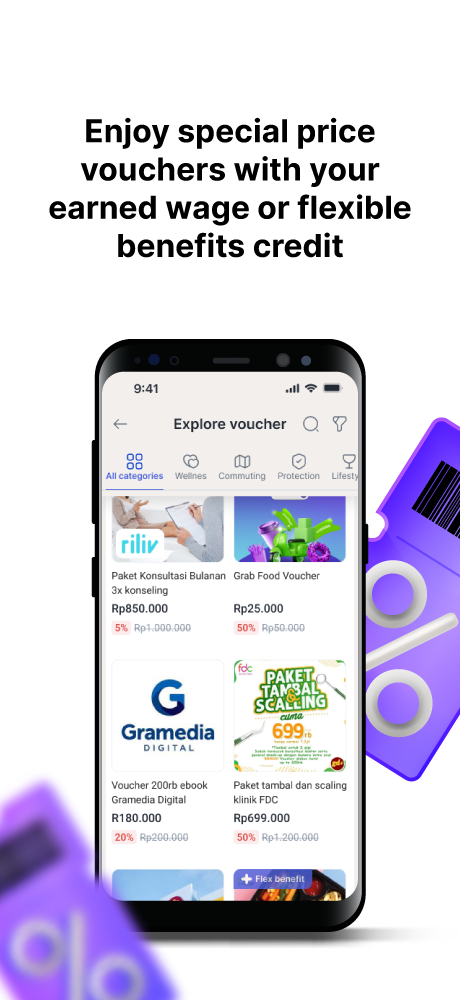 Enjoy special price
vouchers with your
earned wage or flexible
benefits credit
9:41
Explore voucher
All categories Wellnes Commuting Protection Lifesty
riliv
Paket Konsultasi Bulanan
3x konseling
Rp850.000
5% Rp1.000.000
Grab Food Voucher
Rp25.000
50% Rp50.000
G
Gramedia
DIGITAL
Voucher 200rb ebook
Gramedia Digital
Rp180.000
20% Rp200.000
fdc
PAKET
TAMBAL
&
SCALLING
cuma
699rb
Paket tambal dan scaling
klinik FDC
Rp699.000
50% Rp1.200.000
Flex benefit
%
%